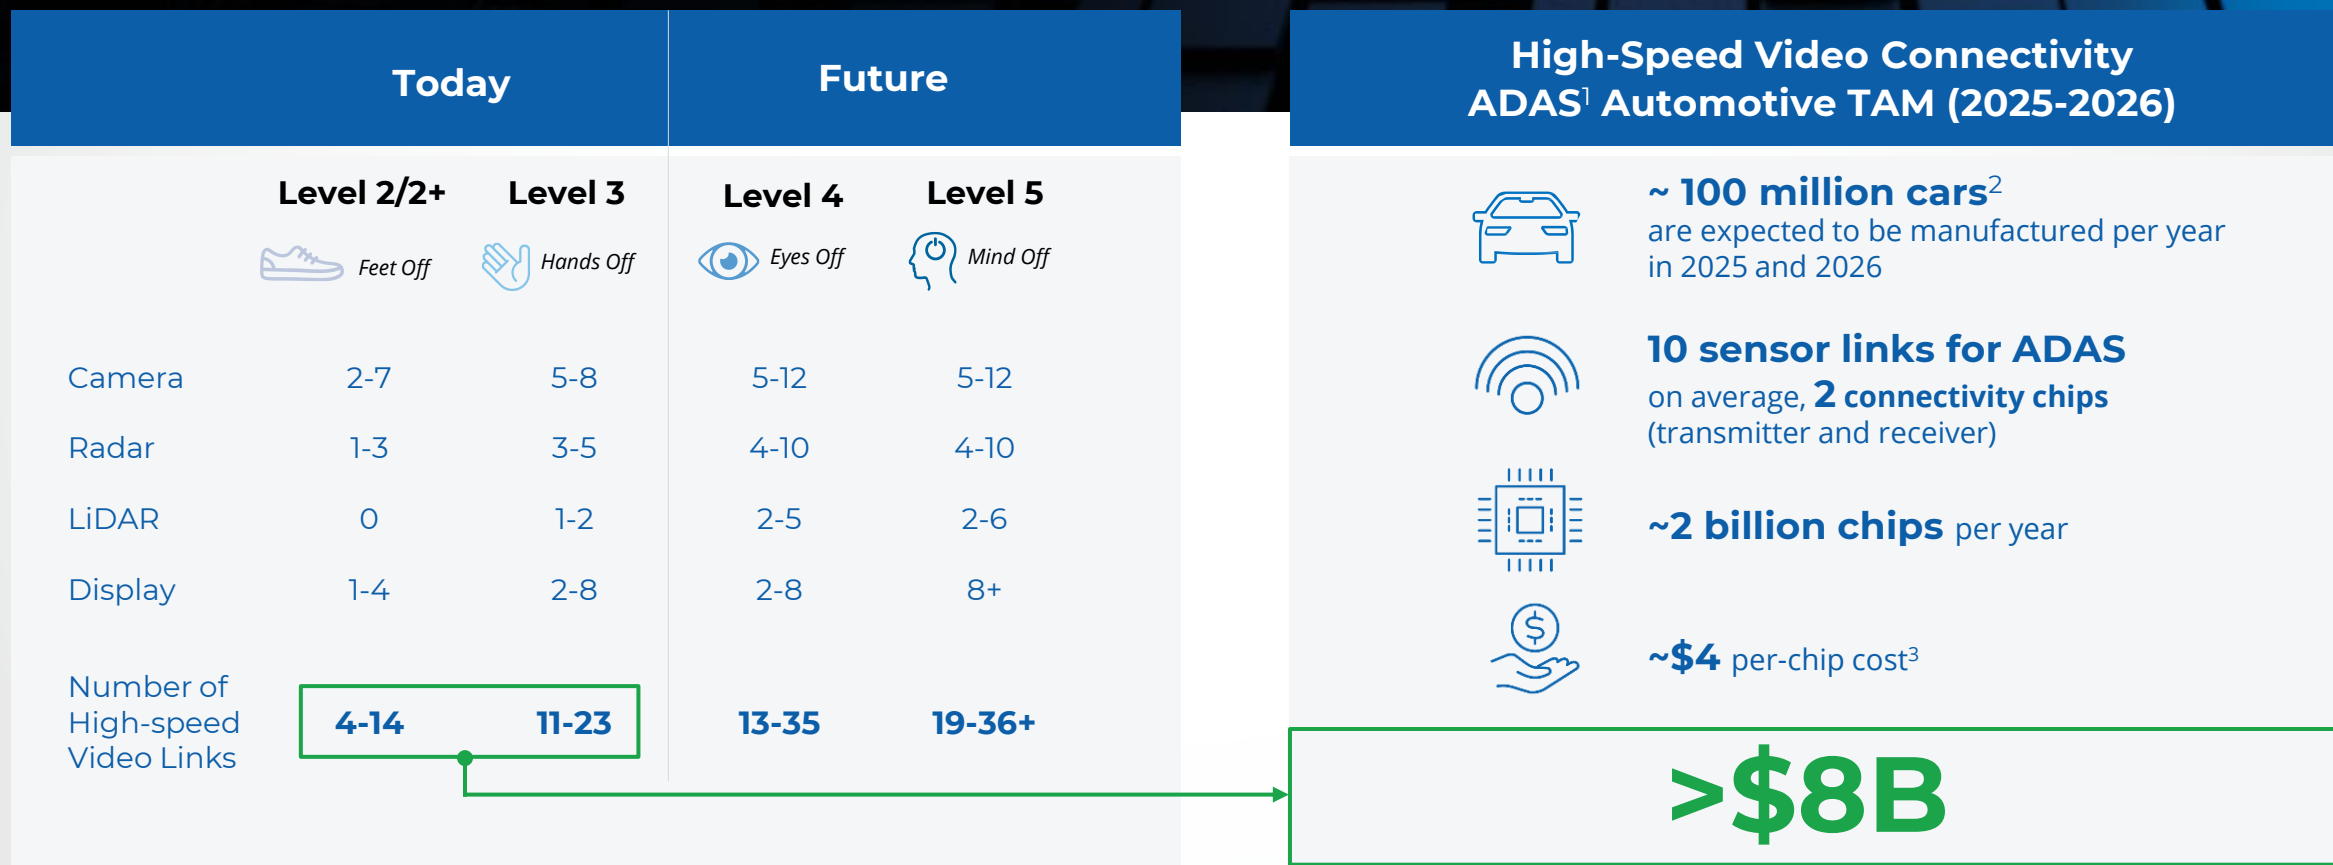 Today
Future
Level 2/2+ Level 3 Level 4 Level 5
Feet Off Hands Off Eyes Off Mind Off
Camera 2-7 5-8 5-12 5-12
Radar 1-3 3-5 4-10 4-10
LiDAR 0 1-2 2-5 2-6
Display 1-4 2-8 2-8 8+
Number of
High-speed
Video Links
4-14 11-23 13-35 19-36+
High-Speed Video Connectivity
ADAS¹ Automotive TAM (2025-2026)
~ 100 million cars²
are expected to be manufactured per year
in 2025 and 2026
10 sensor links for ADAS
on average, 2 connectivity chips
(transmitter and receiver)
~2 billion chips per year
$
~$4 per-chip cost³
>$8B